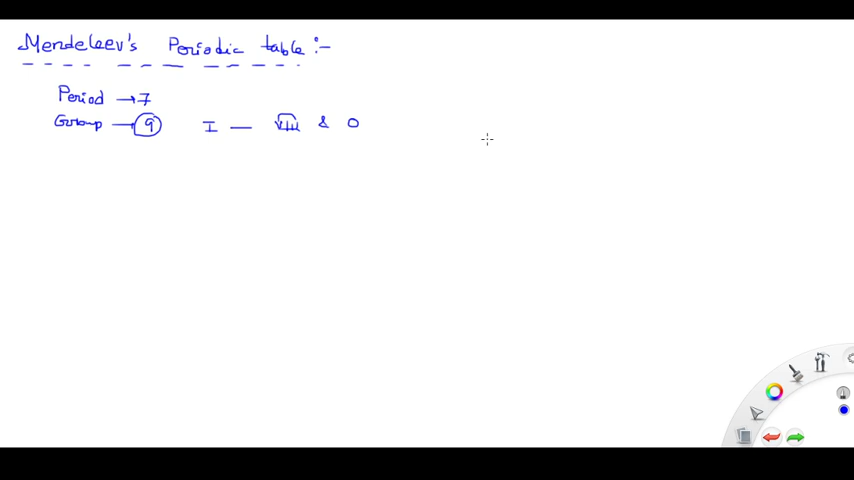 Mendeleev's Periodic table :-
Period → 7
Group → 9 I — VIII & 0